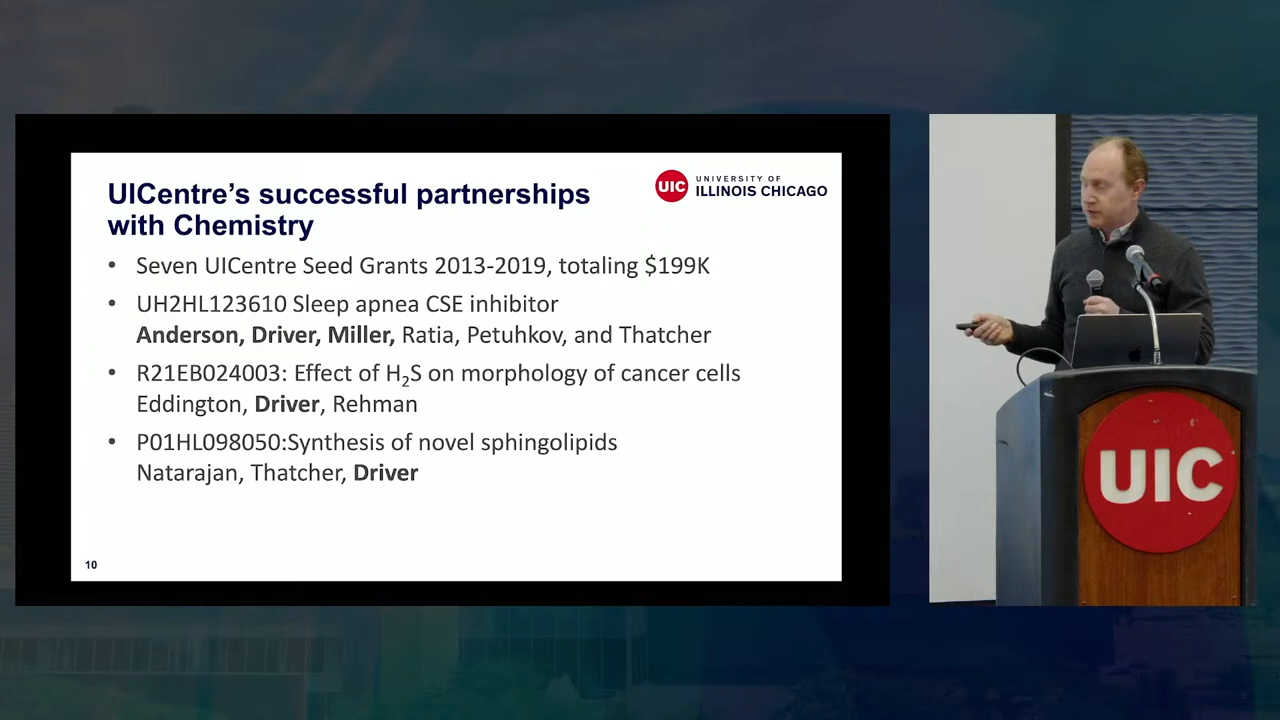 UICentre's successful partnerships
with Chemistry
UIC
UNIVERSITY OF
ILLINOIS CHICAGO
• Seven UICentre Seed Grants 2013-2019, totaling $199K
• UH2HL123610 Sleep apnea CSE inhibitor
Anderson, Driver, Miller, Ratia, Petuhkov, and Thatcher
• R21EB024003: Effect of H₂S on morphology of cancer cells
Eddington, Driver, Rehman
• P01HL098050:Synthesis of novel sphingolipids
Natarajan, Thatcher, Driver
10
UIC